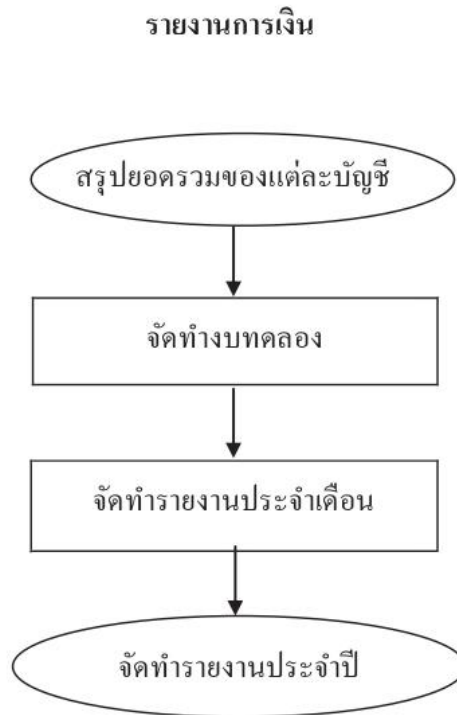 รายงานการเงิน
สรุปยอดรวมของแต่ละบัญชี
จัดทำงบทดลอง
จัดทำรายงานประจำเดือน
จัดทำรายงานประจำปี